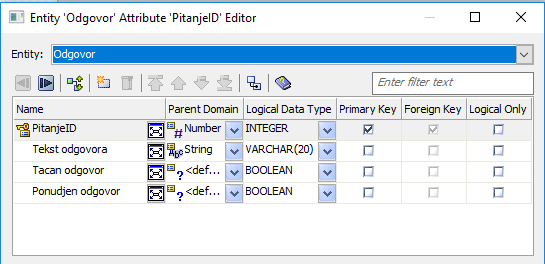 Entity 'Odgovor' Attribute 'PitanjeID' Editor
Entity: Odgovor
Enter filter text
Name Parent Domain Logical Data Type Primary Key Foreign Key Logical Only
PitanjeID Number INTEGER
Tekst odgovora String VARCHAR(20)
Tacan odgovor <def... BOOLEAN
Ponudjen odgovor <def... BOOLEAN